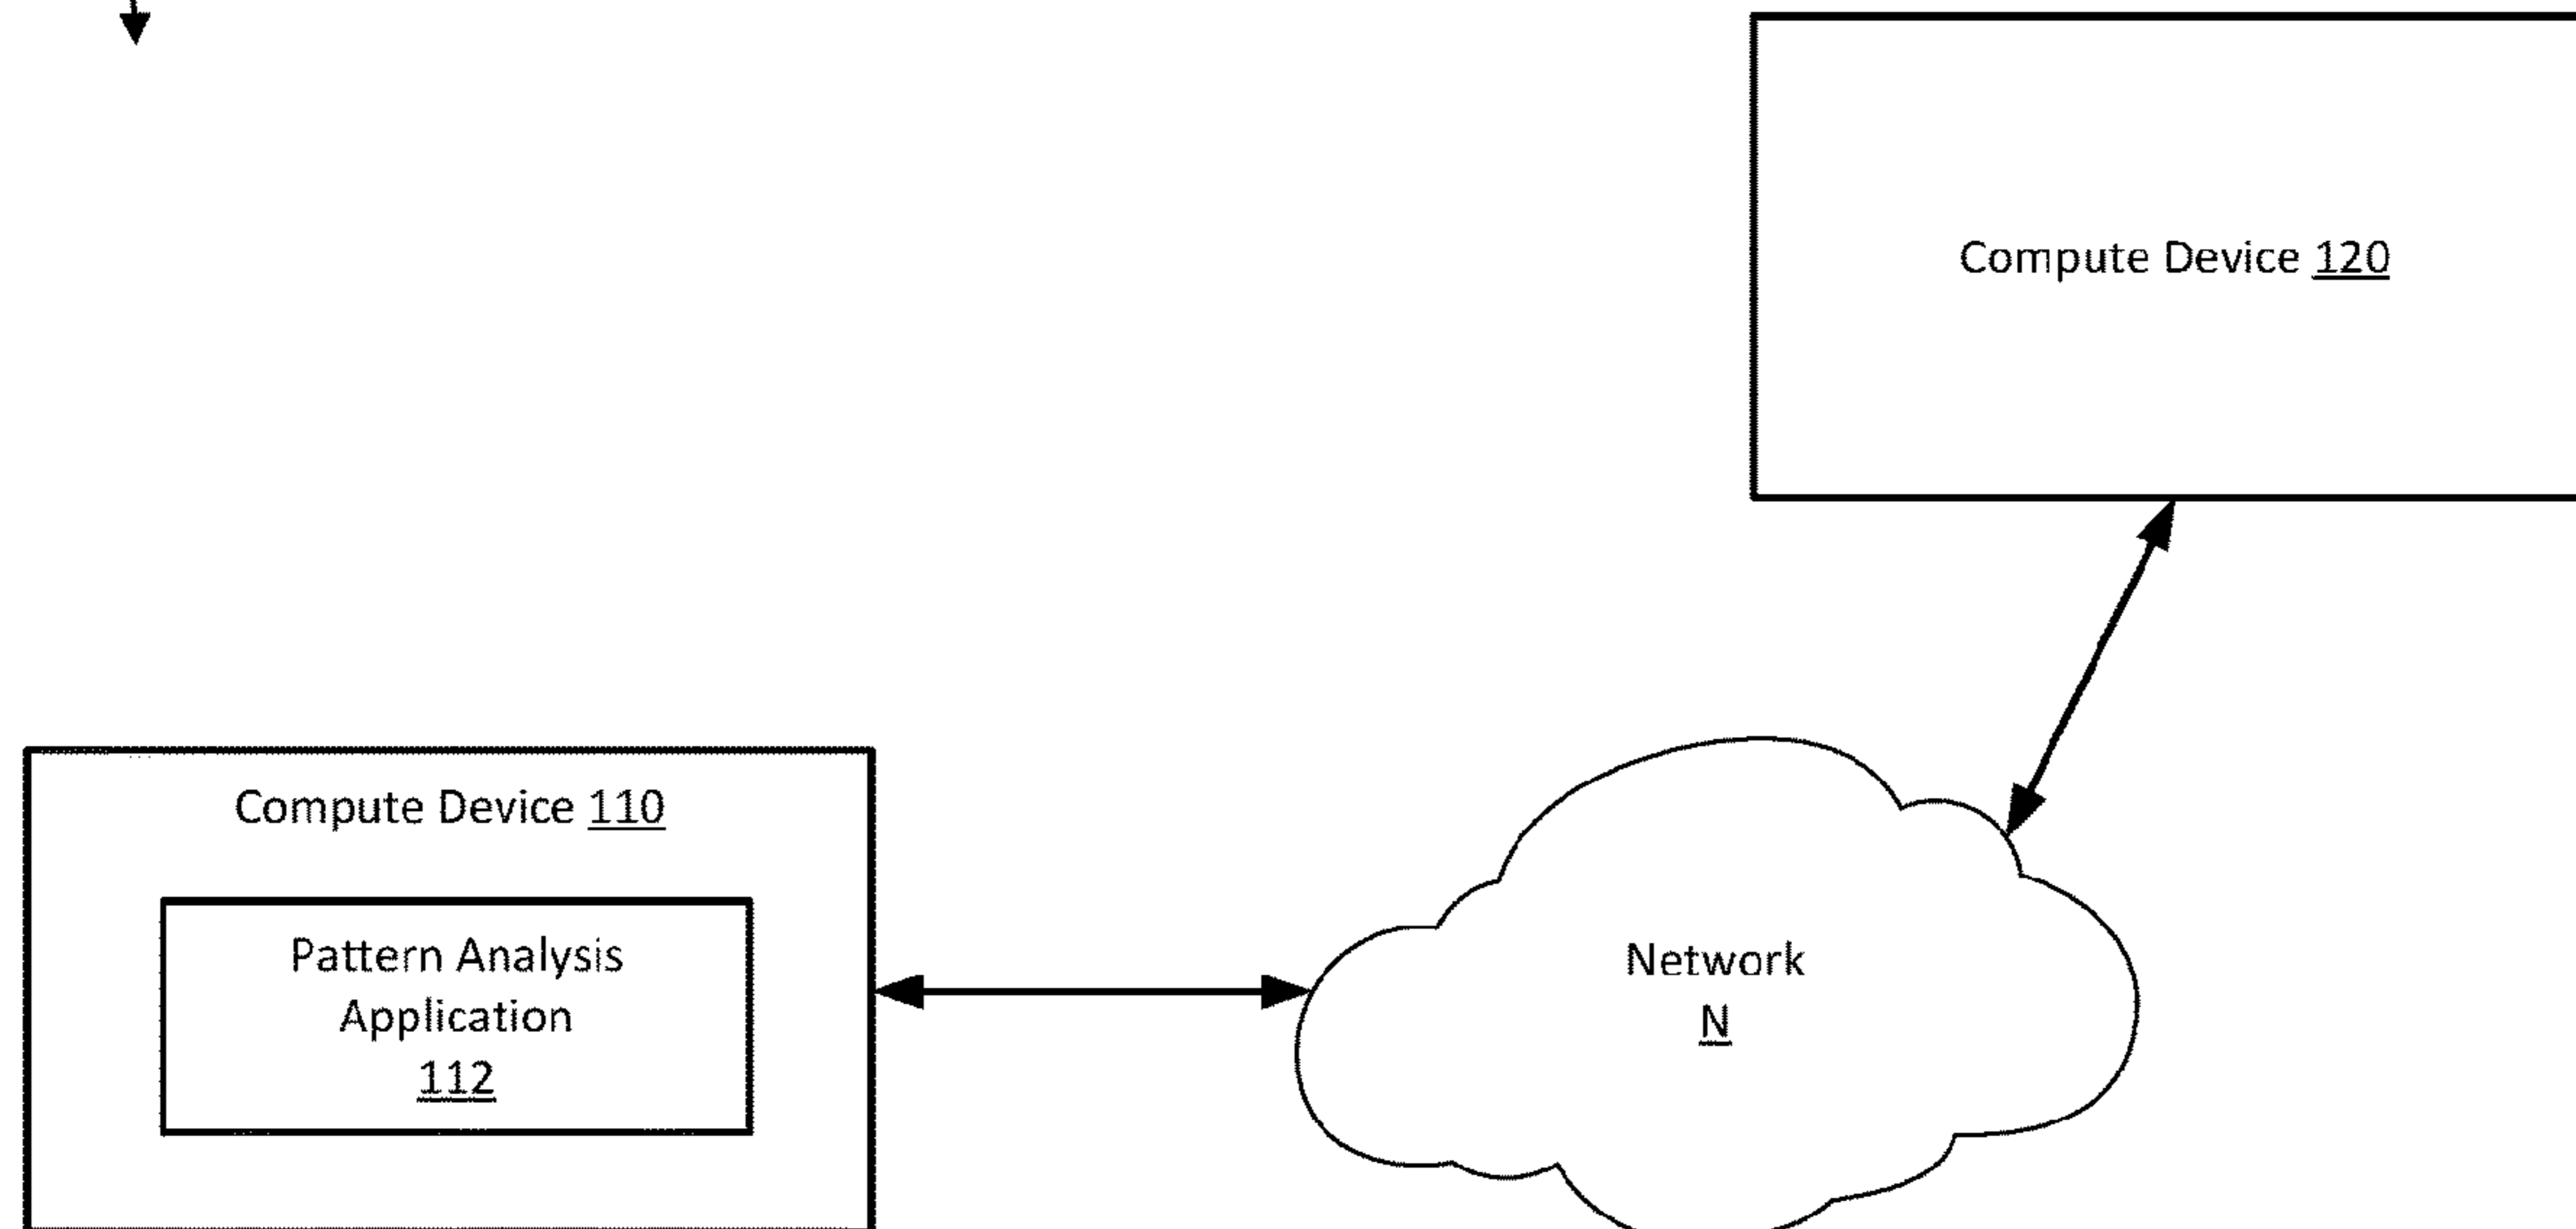 Compute Device 120
Compute Device 110
Pattern Analysis
Application
112
Network
N